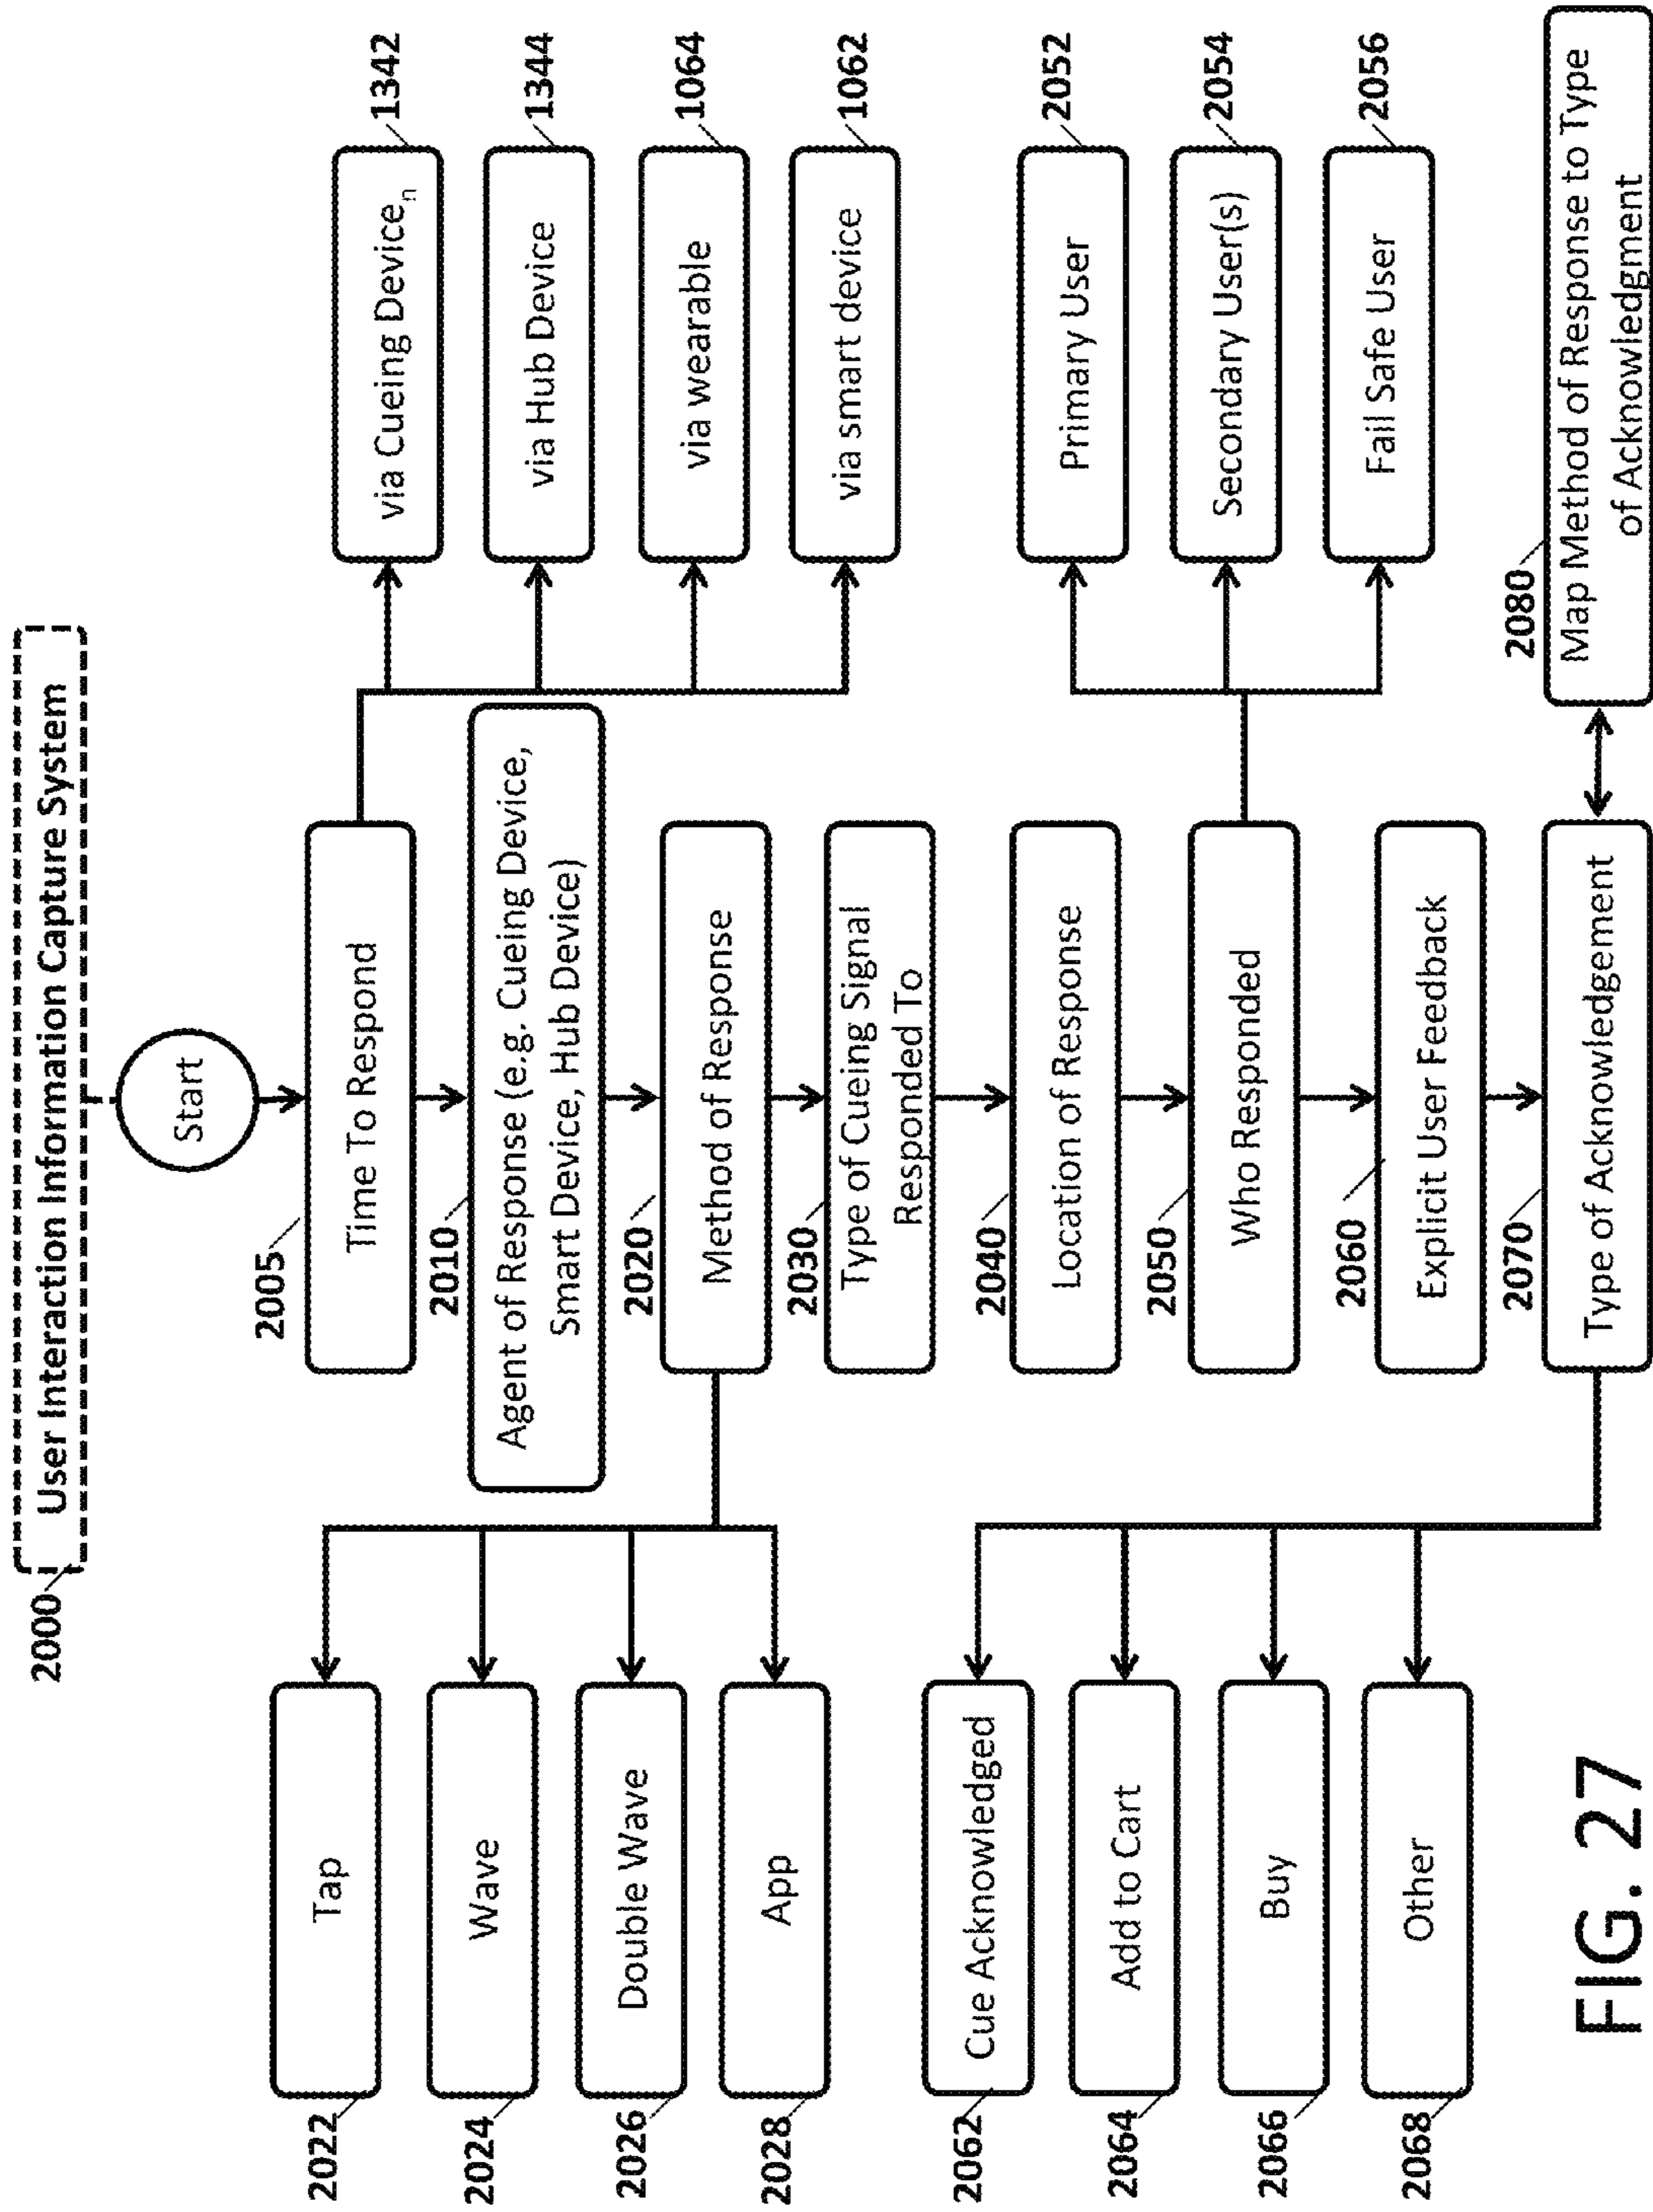 2000
User Interaction Information Capture System
Start
2005
Time To Respond
via Cueing Deviceₙ
1342
via Hub Device
1344
via wearable
1064
via smart device
1062
2010
Agent of Response (e.g. Cueing Device,
Smart Device, Hub Device)
2020
Method of Response
2022
Tap
2024
Wave
2026
Double Wave
2028
App
2030
Type of Cueing Signal
Responded To
2040
Location of Response
2050
Who Responded
Primary User
2052
Secondary User(s)
2054
Fail Safe User
2056
2060
Explicit User Feedback
2070
Type of Acknowledgement
2062
Cue Acknowledged
2064
Add to Cart
2066
Buy
2068
Other
2080
Map Method of Response to Type
of Acknowledgment
FIG. 27